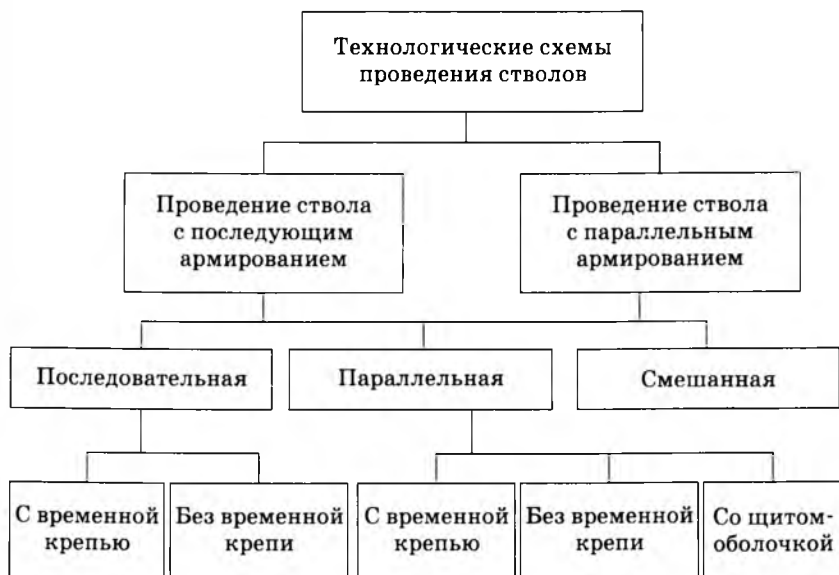 Технологические схемы
проведения стволов
Проведение ствола
с последующим
армированием
Проведение ствола
с параллельным
армированием
Последовательная
Параллельная
Смешанная
С временной
крепью
Без временной
крепи
С временной
крепью
Без временной
крепи
Со щитом-
оболочкой